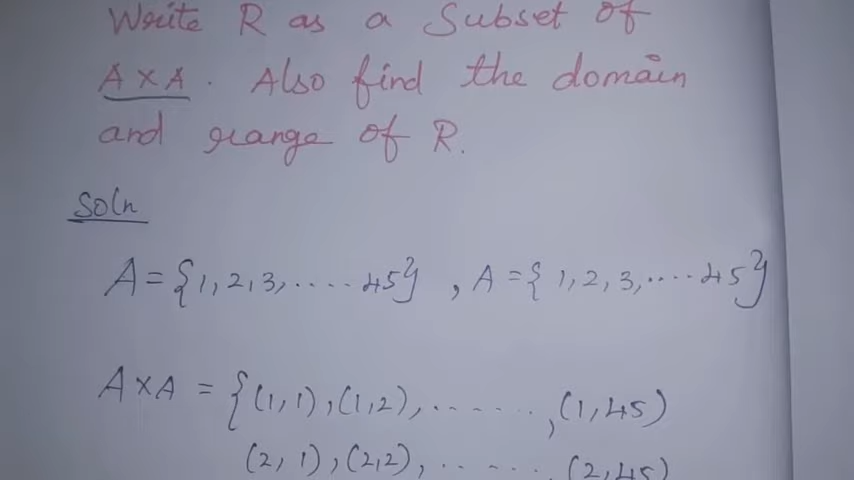 Write R as a Subset of
A × A. Also find the domain
and range of R.
Soln
A = {1, 2, 3, ..... 45} , A = { 1, 2, 3, .... 45}
A × A = {(1, 1), (1, 2), ........, (1, 45)
(2, 1), (2, 2), ........ (2, 45)